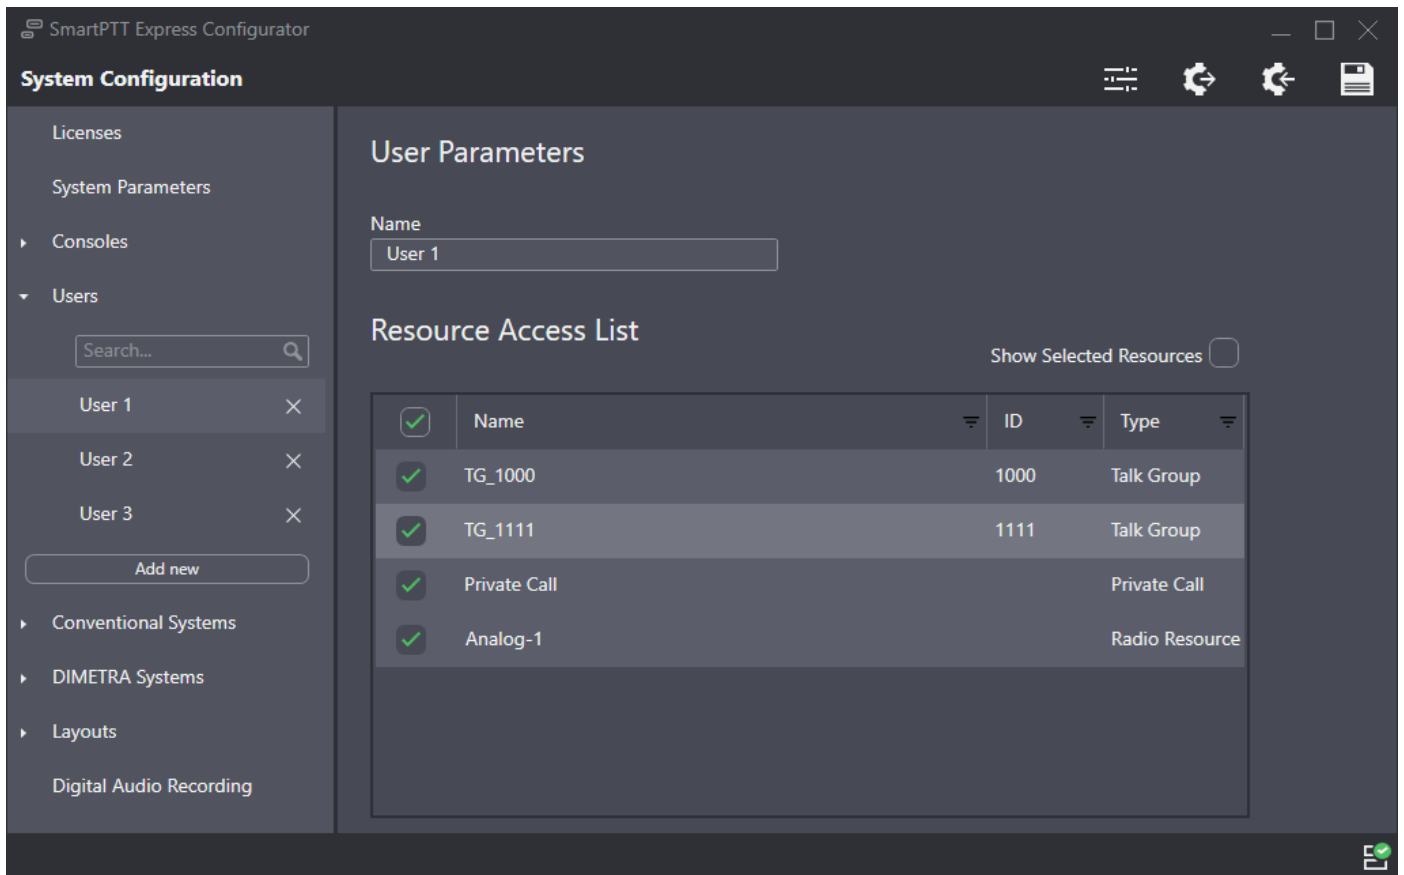 SmartPTT Express Configurator
System Configuration
Licenses
System Parameters
Consoles
Users
Search...
User 1
User 2
User 3
Add new
Conventional Systems
DIMETRA Systems
Layouts
Digital Audio Recording
User Parameters
Name
User 1
Resource Access List
Show Selected Resources
Name ID Type
TG_1000 1000 Talk Group
TG_1111 1111 Talk Group
Private Call Private Call
Analog-1 Radio Resource